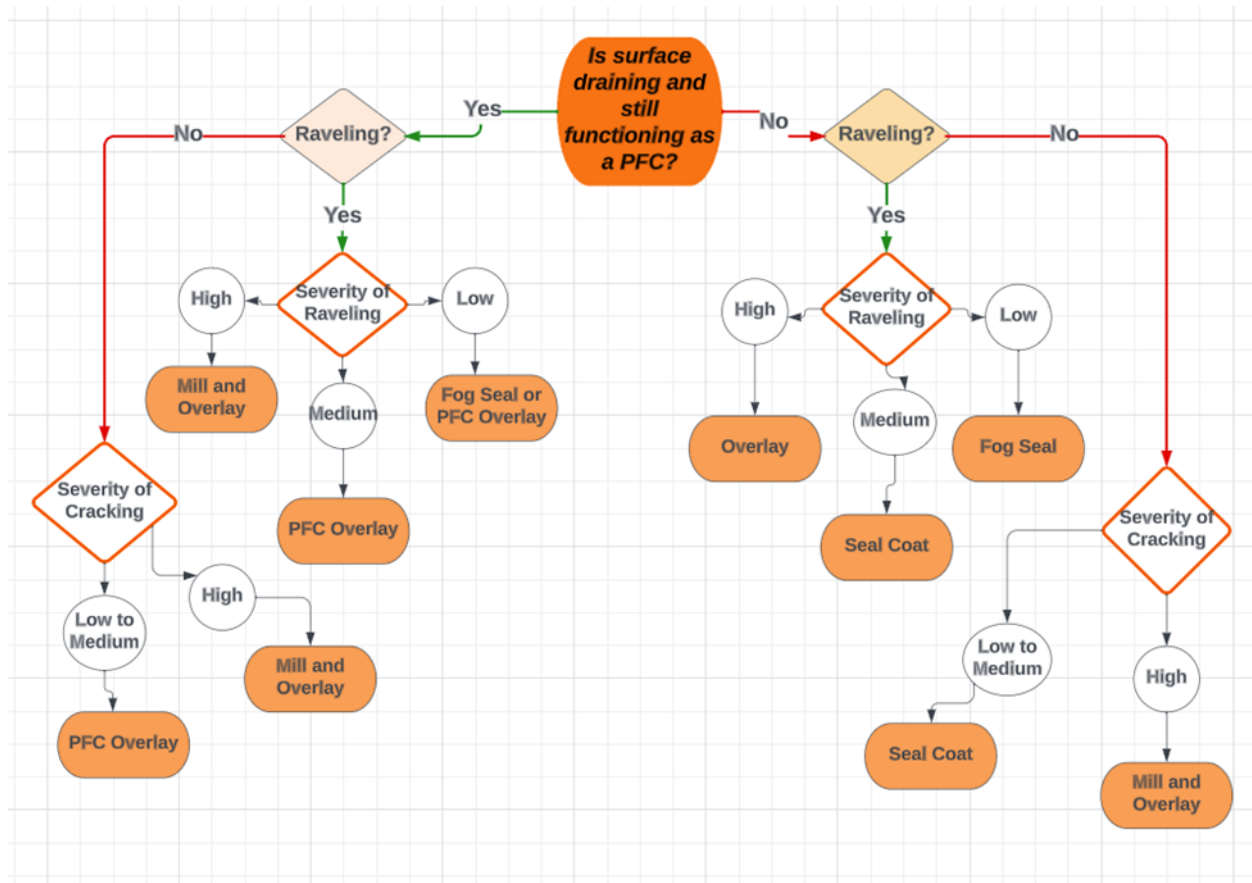 Is surface
draining and
still
functioning as
a PFC?
Yes
No
Raveling?
No
Yes
Raveling?
No
Yes
Severity of
Raveling
High
Low
Medium
Mill and
Overlay
Fog Seal or
PFC Overlay
PFC Overlay
Severity of
Cracking
High
Low to
Medium
Mill and
Overlay
PFC Overlay
Severity of
Raveling
High
Low
Medium
Overlay
Fog Seal
Seal Coat
Severity of
Cracking
Low to
Medium
High
Seal Coat
Mill and
Overlay